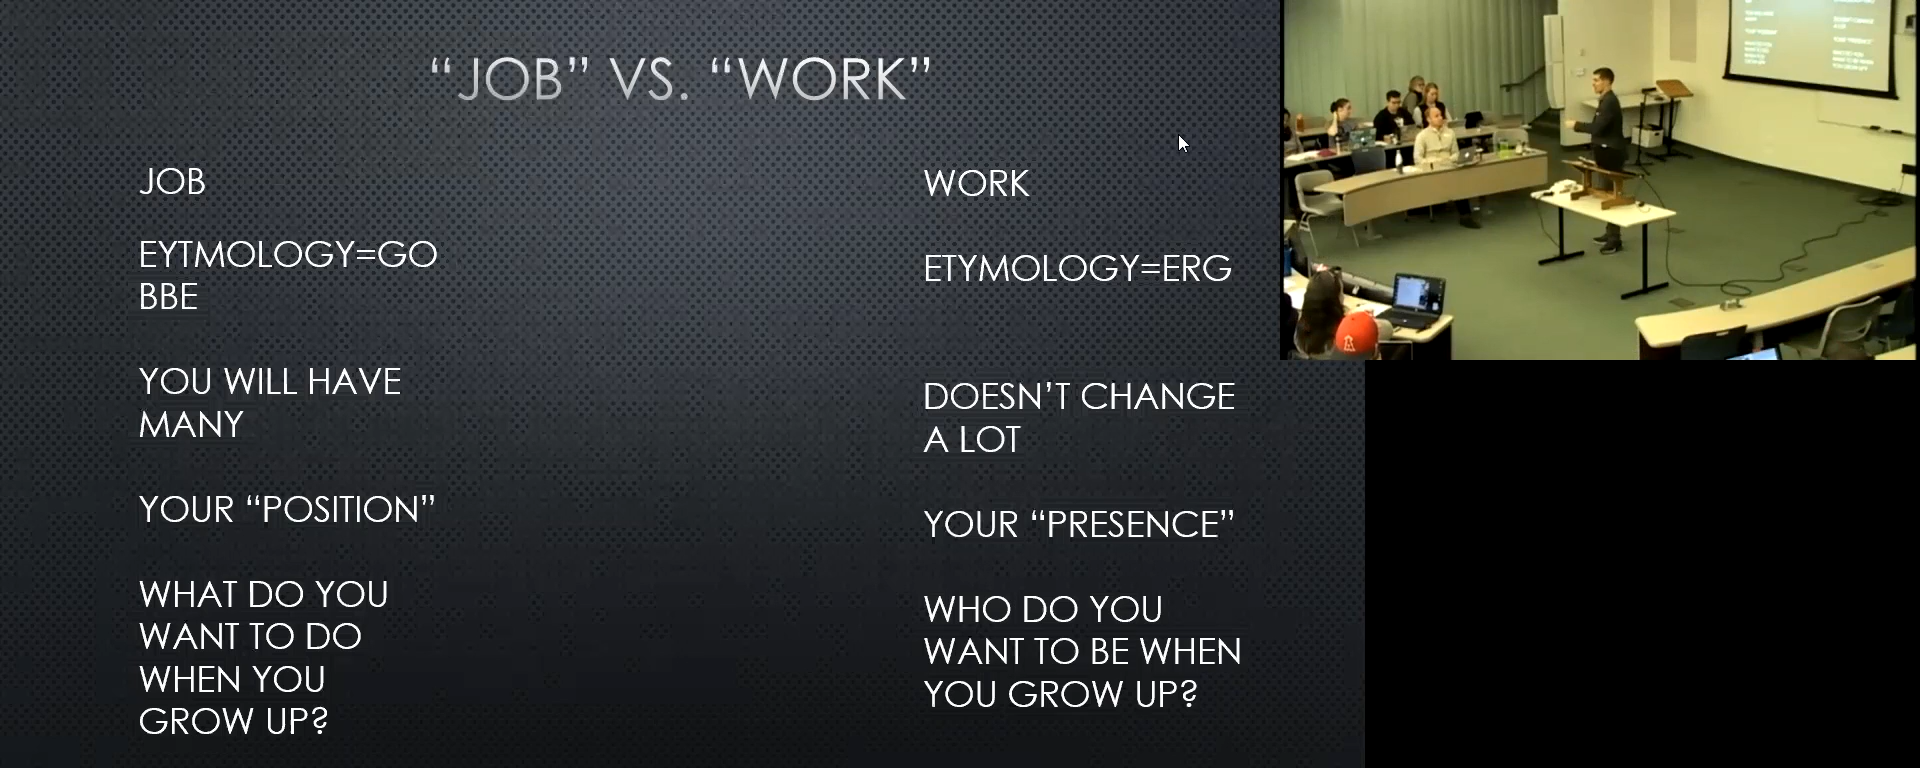 “JOB” VS. “WORK”
JOB
EYTMOLOGY=GO
BBE
YOU WILL HAVE
MANY
YOUR “POSITION”
WHAT DO YOU
WANT TO DO
WHEN YOU
GROW UP?
WORK
ETYMOLOGY=ERG
DOESN’T CHANGE
A LOT
YOUR “PRESENCE”
WHO DO YOU
WANT TO BE WHEN
YOU GROW UP?